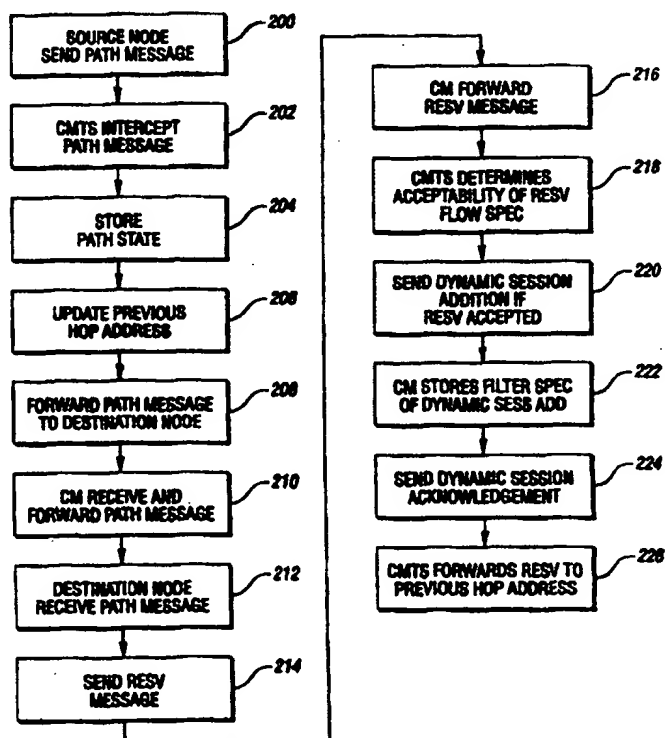 SOURCE NODE
SEND PATH MESSAGE
200
CMTS INTERCEPT
PATH MESSAGE
202
STORE
PATH STATE
204
UPDATE PREVIOUS
HOP ADDRESS
206
FORWARD PATH MESSAGE
TO DESTINATION NODE
208
CM RECEIVE AND
FORWARD PATH MESSAGE
210
DESTINATION NODE
RECEIVE PATH MESSAGE
212
SEND RESV
MESSAGE
214
CM FORWARD
RESV MESSAGE
216
CMTS DETERMINES
ACCEPTABILITY OF RESV
FLOW SPEC
218
SEND DYNAMIC SESSION
ADDITION IF
RESV ACCEPTED
220
CM STORES FILTER SPEC
OF DYNAMIC SESS ADD
222
SEND DYNAMIC SESSION
ACKNOWLEDGEMENT
224
CMTS FORWARDS RESV TO
PREVIOUS HOP ADDRESS
226